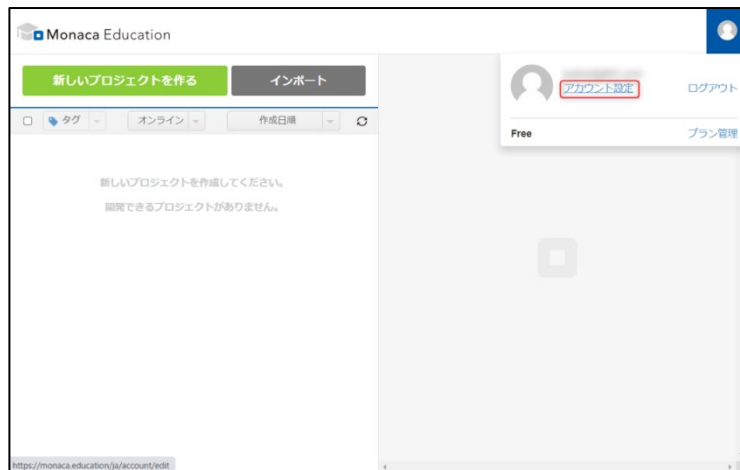 Monaca Education
新しいプロジェクトを作る
インポート
アカウント設定
ログアウト
タグ
オンライン
作成日順
Free
プラン管理
新しいプロジェクトを作成してください。
開発できるプロジェクトがありません。
https://monaca.education/ja/account/edit